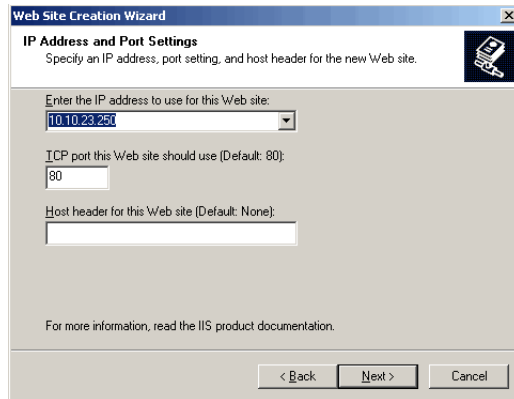 Web Site Creation Wizard
IP Address and Port Settings
Specify an IP address, port setting, and host header for the new Web site.
Enter the IP address to use for this Web site:
10.10.23.250
TCP port this Web site should use (Default: 80):
80
Host header for this Web site (Default: None):
For more information, read the IIS product documentation.
< Back
Next >
Cancel